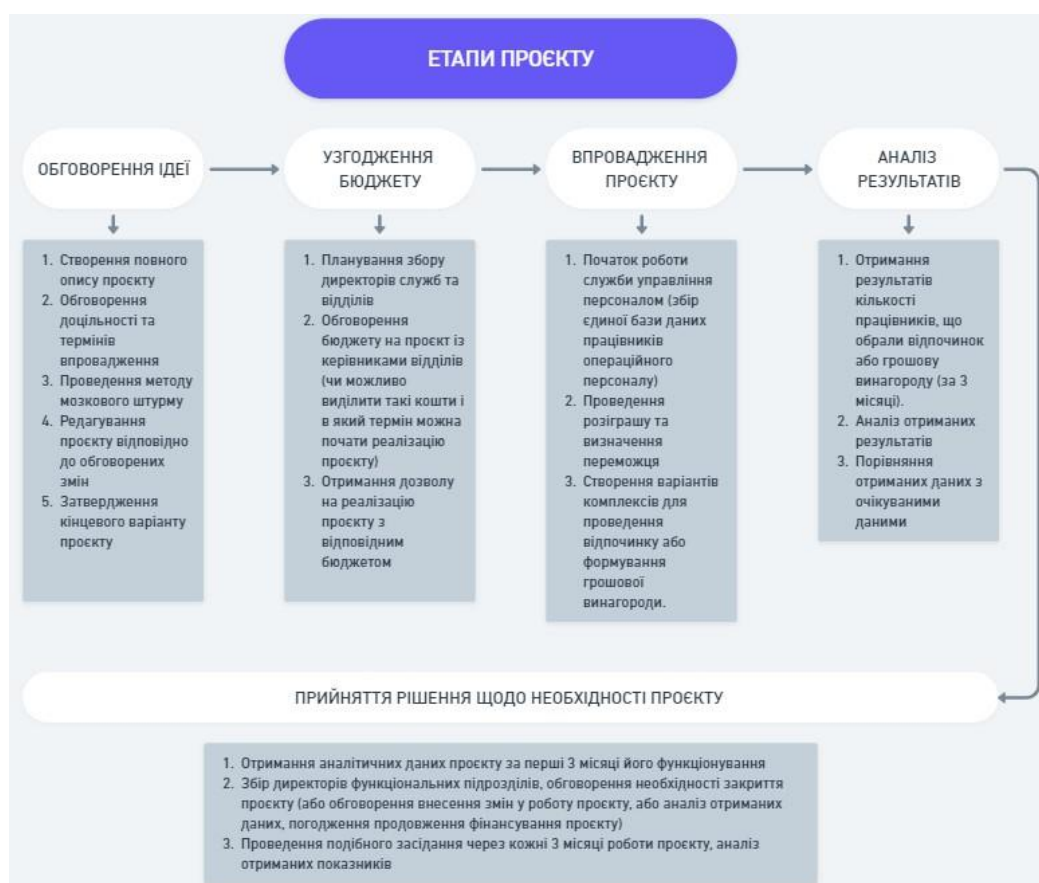 ЕТАПИ ПРОЄКТУ
ОБГОВОРЕННЯ ІДЕЇ
1. Створення повного
опису проєкту
2. Обговорення
доцільності та
термінів
впровадження
3. Проведення методу
мозкового штурму
4. Редагування
проєкту відповідно
до обговорених
змін
5. Затвердження
кінцевого варіанту
проєкту
УЗГОДЖЕННЯ
БЮДЖЕТУ
1. Планування збору
директорів служб та
відділів
2. Обговорення
бюджету на проєкт із
керівниками відділів
(чи можливо
виділити такі кошти і
в який термін можна
почати реалізацію
проєкту)
3. Отримання дозволу
на реалізацію
проєкту з
відповідним
бюджетом
ВПРОВАДЖЕННЯ
ПРОЄКТУ
1. Початок роботи
служби управління
персоналом (збір
єдиної бази даних
працівників
операційного
персоналу)
2. Проведення
розіграшу та
визначення
переможця
3. Створення варіантів
комплексів для
проведення
відпочинку або
формування
грошової
винагороди.
АНАЛІЗ
РЕЗУЛЬТАТІВ
1. Отримання
результатів
кількості
працівників, що
обрали відпочинок
або грошову
винагороду (за 3
місяці).
2. Аналіз отриманих
результатів
3. Порівняння
отриманих даних з
очікуваними
даними
ПРИЙНЯТТЯ РІШЕННЯ ЩОДО НЕОБХІДНОСТІ ПРОЄКТУ
1. Отримання аналітичних даних проєкту за перші 3 місяці його функціонування
2. Збір директорів функціональних підрозділів, обговорення необхідності закриття
проєкту (або обговорення внесення змін у роботу проєкту, або аналіз отриманих
даних, погодження продовження фінансування проєкту)
3. Проведення подібного засідання через кожні 3 місяці роботи проєкту, аналіз
отриманих показників